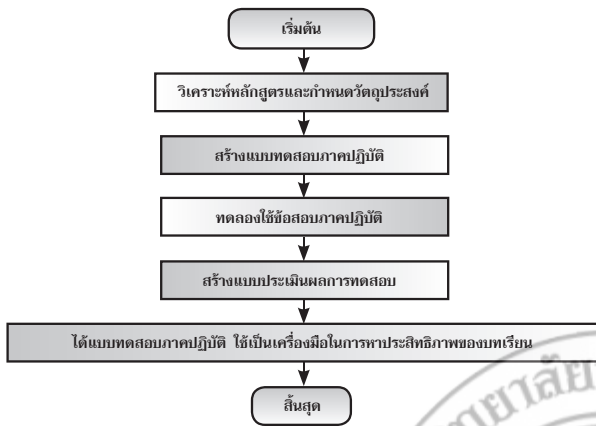 เริ่มต้น
วิเคราะห์หลักสูตรและกำหนดวัตถุประสงค์
สร้างแบบทดสอบภาคปฏิบัติ
ทดลองใช้ข้อสอบภาคปฏิบัติ
สร้างแบบประเมินผลการทดสอบ
ได้แบบทดสอบภาคปฏิบัติ ใช้เป็นเครื่องมือในการหาประสิทธิภาพของบทเรียน
สิ้นสุด